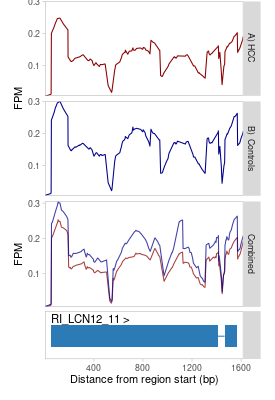 0.3
0.2
0.1
A) HCC
FPM
0.3
0.2
0.1
B) Controls
0.3
0.2
0.1
Combined
FPM
RI_LCN12_11 >
400 800 1200 1600
Distance from region start (bp)